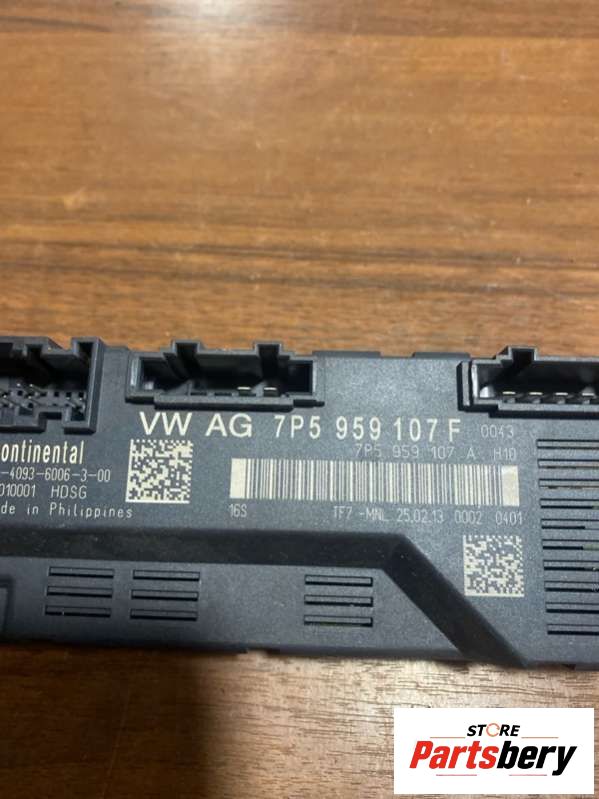 VW AG 7P5 959 107 F 0043
7P5 959 107 A H10
ontinental
-4093-6006-3-00
010001 HDSG
de in Philippines
16S TF7 -MNL 25.02.13 0002 0401
STORE
Partsbery